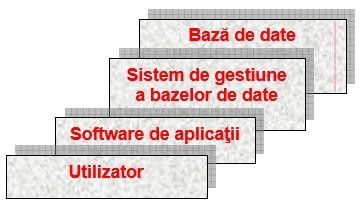 Bază de date
Sistem de gestiune
a bazelor de date
Software de aplicaţii
Utilizator